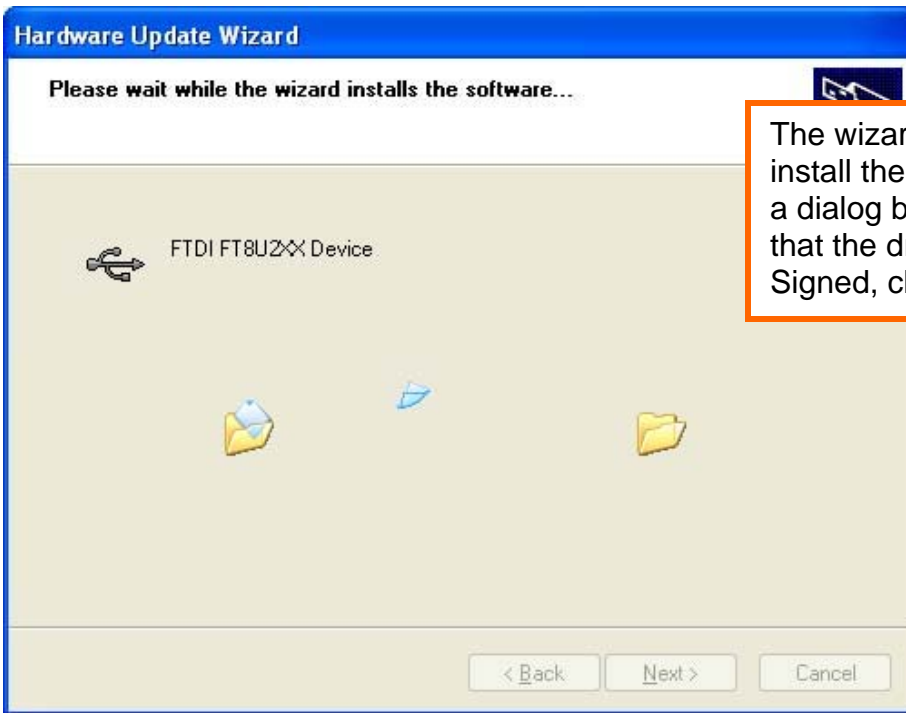 Hardware Update Wizard
Please wait while the wizard installs the software...
The
install the
a dialog
that the
Signed,
FTDI FT8U2XX Device
< Back Next > Cancel